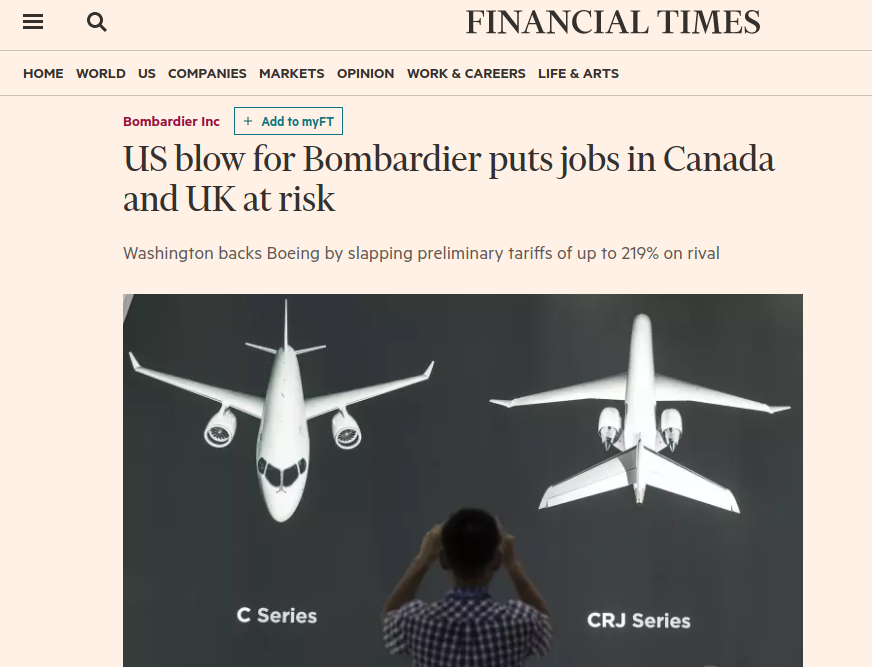 FINANCIAL TIMES
HOME WORLD US COMPANIES MARKETS OPINION WORK & CAREERS LIFE & ARTS
Bombardier Inc + Add to myFT
US blow for Bombardier puts jobs in Canada
and UK at risk
Washington backs Boeing by slapping preliminary tariffs of up to 219% on rival
C Series
CRJ Series